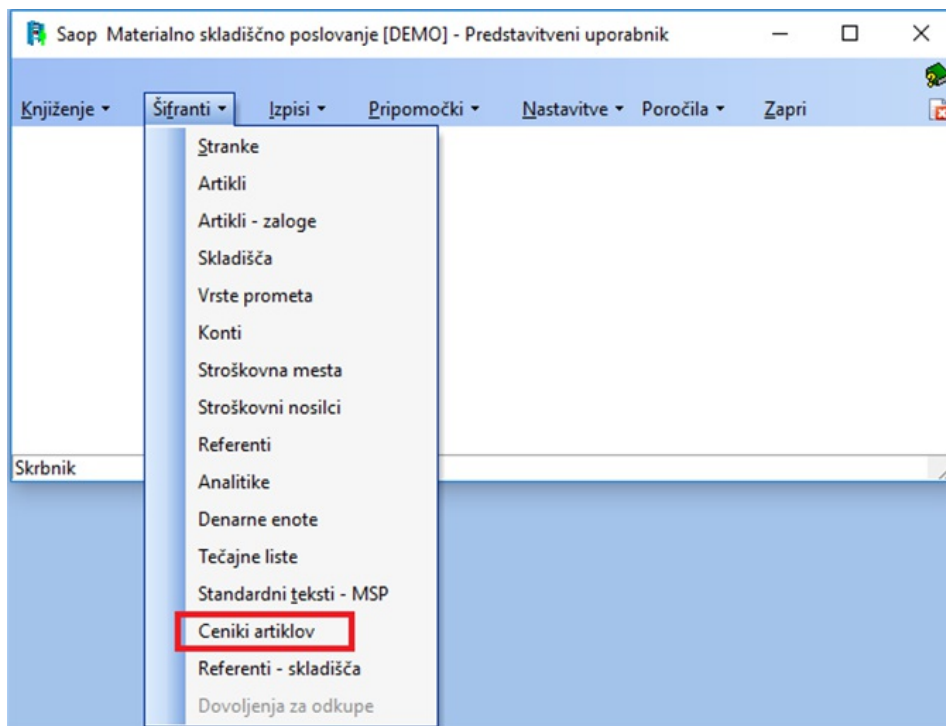 Saop Materialno skladiščno poslovanje [DEMO] - Predstavitveni uporabnik
Knjiženje Šifranti Izpisi Pripomočki Nastavitve Poročila Zapri
Stranke
Artikli
Artikli - zaloge
Skladišča
Vrste prometa
Konti
Stroškovna mesta
Stroškovni nosilci
Referenti
Skrbnik
Analitike
Denarne enote
Tečajne liste
Standardni teksti - MSP
Ceniki artiklov
Referenti - skladišča
Dovoljenja za odkupe